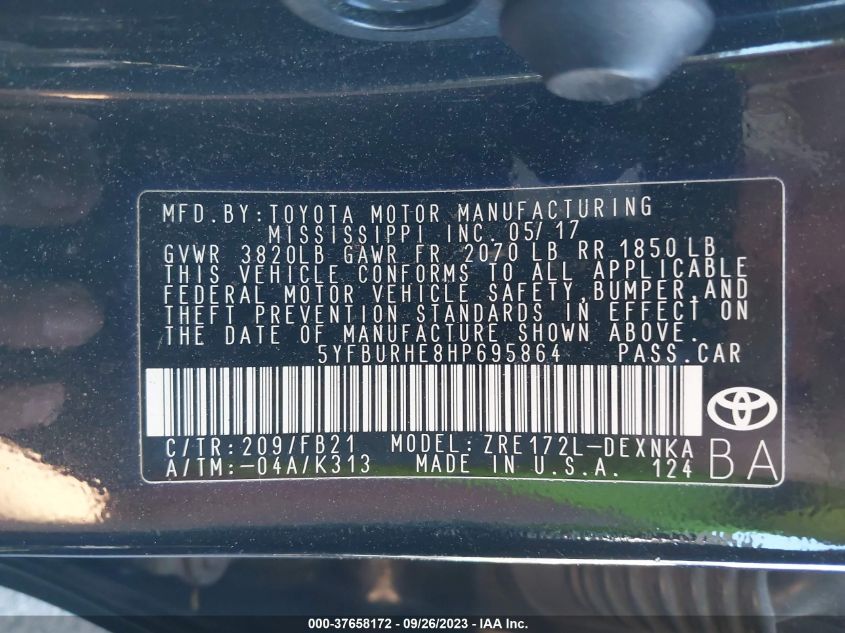 MFD.BY:TOYOTA MOTOR MANUFACTURING
MISSISSIPPI INC. 05/17
GVWR 3820LB GAWR FR 2070 LB RR 1850LB
THIS VEHICLE CONFORMS TO ALL APPLICABLE
FEDERAL MOTOR VEHICLE SAFETY,BUMPER,AND
THEFT PREVENTION STANDARDS IN EFFECT ON
THE DATE OF MANUFACTURE SHOWN ABOVE.
5YFBURHE8HP695864 PASS.CAR
C/TR:209/FB21 MODEL:ZRE172L-DEXNKA
A/TM:-04A/K313 MADE IN U.S.A. 124
BA
000-37658172 - 09/26/2023 - IAA Inc.